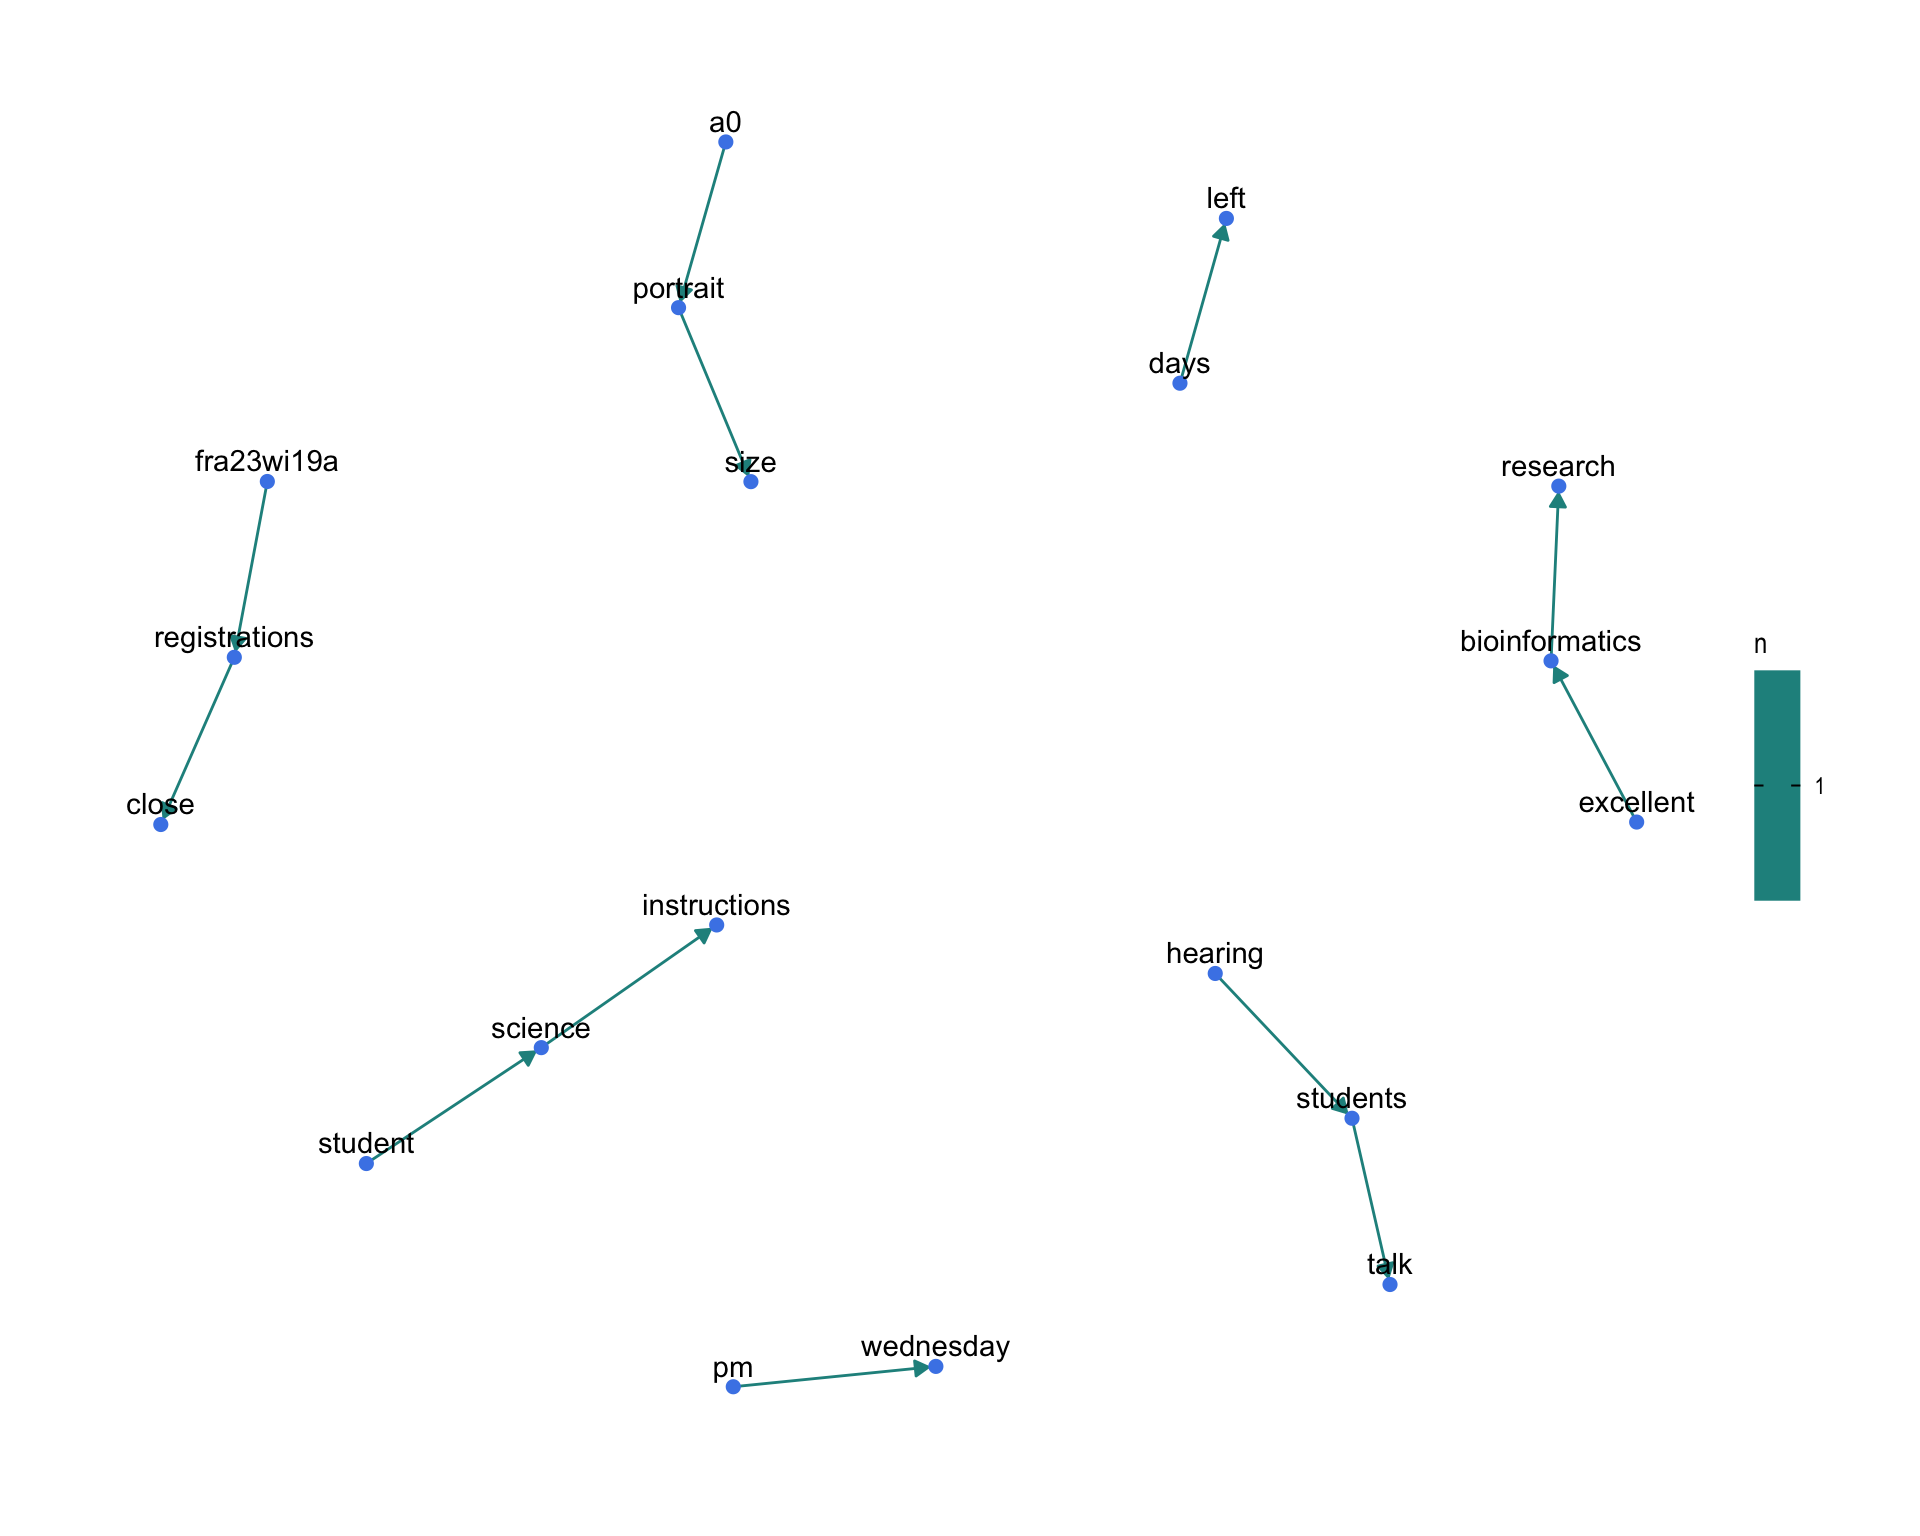 a0
left
portrait
days
fra23wi19a
size
research
registrations
bioinformatics
n
1
close
excellent
instructions
hearing
science
students
student
talk
wednesday
pm